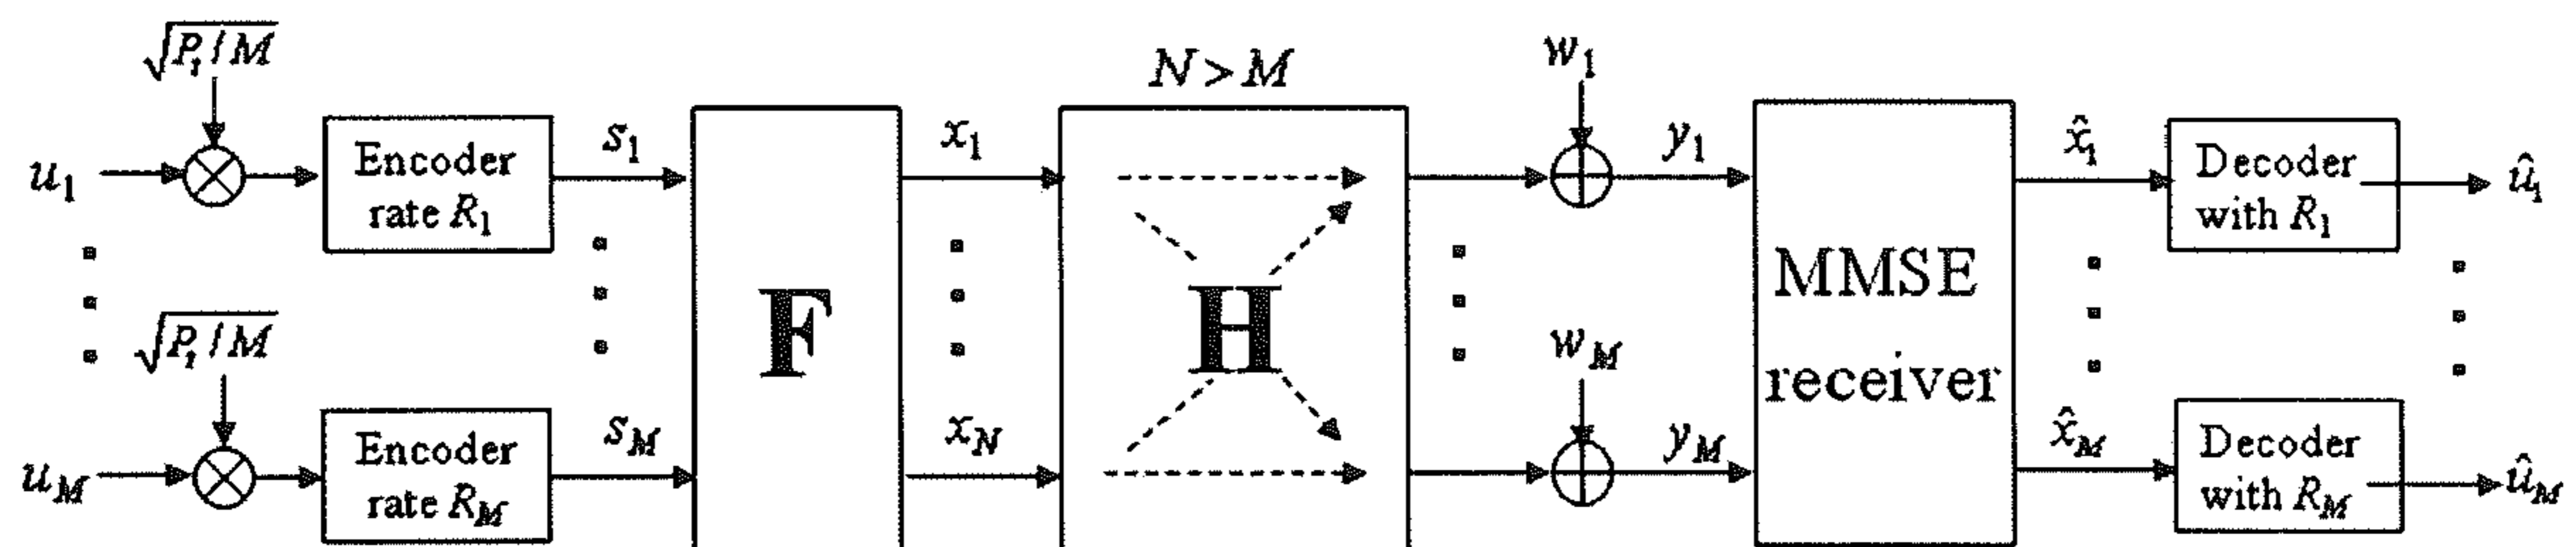 √P_t/M
N > M
w_1
u_1
Encoder
rate R_1
s_1
x_1
y_1
x̂_1
Decoder
with R_1
û_1
F
H
MMSE
receiver
√P_t/M
w_M
u_M
Encoder
rate R_M
s_M
x_N
y_M
x̂_M
Decoder
with R_M
û_M